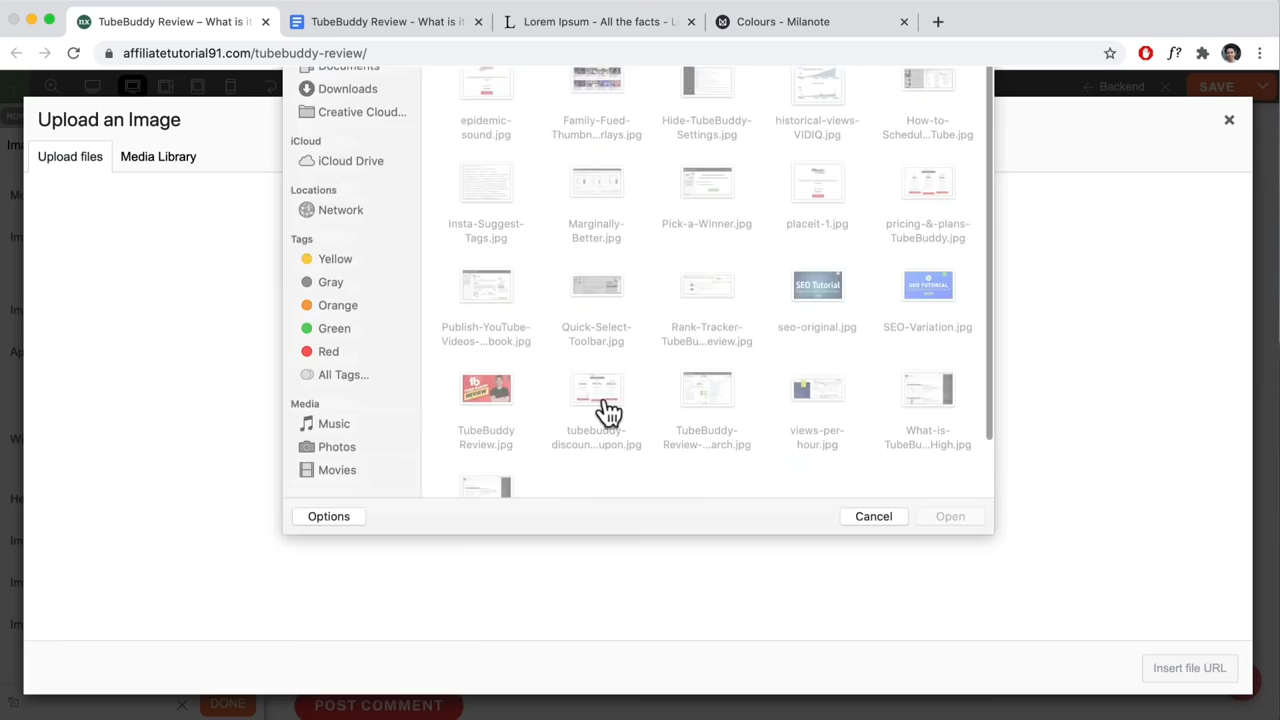 TubeBuddy Review – What is it
TubeBuddy Review - What is it
Lorem Ipsum - All the facts - L
Colours - Milanote
affiliatetutorial91.com/tubebuddy-review/
f?
Backend
SAVE
Upload an Image
Upload files
Media Library
Documents
Downloads
Creative Cloud...
iCloud
iCloud Drive
Locations
Network
Tags
Yellow
Gray
Orange
Green
Red
All Tags...
Media
Music
Photos
Movies
epidemic-
sound.jpg
Family-Fued-
Thumbn...rlays.jpg
Hide-TubeBuddy-
Settings.jpg
historical-views-
VIDIQ.jpg
How-to-
Schedul...Tube.jpg
Insta-Suggest-
Tags.jpg
Marginally-
Better.jpg
Pick-a-Winner.jpg
placeit-1.jpg
pricing-&-plans-
TubeBuddy.jpg
Publish-YouTube-
Videos-...book.jpg
Quick-Select-
Toolbar.jpg
Rank-Tracker-
TubeBu...eview.jpg
SEO Tutorial
seo-original.jpg
SEO TUTORIAL
SEO-Variation.jpg
REVIEW
TubeBuddy
Review.jpg
tubebuddy-
discoun...upon.jpg
TubeBuddy-
Review-...arch.jpg
views-per-
hour.jpg
What-is-
TubeBu...High.jpg
Options
Cancel
Open
Insert file URL
DONE
POST COMMENT